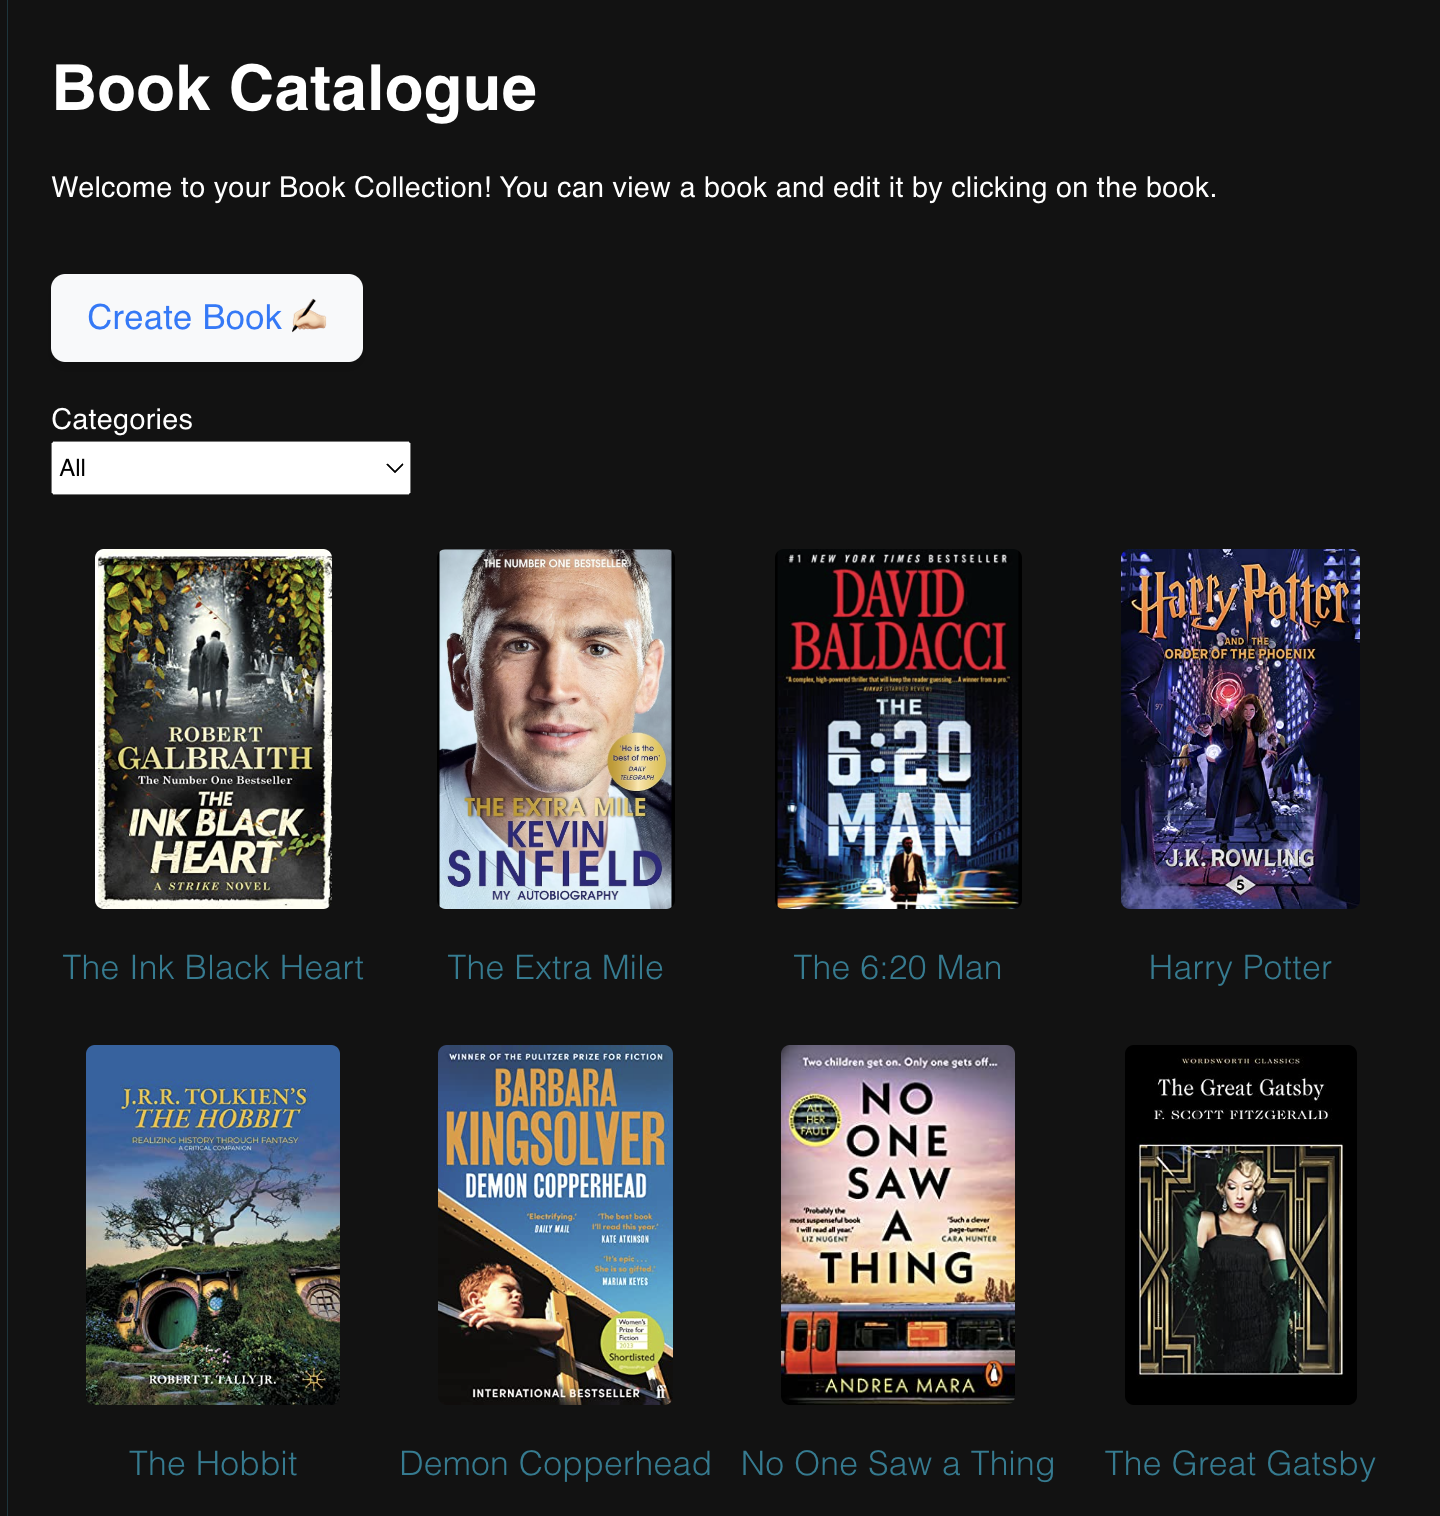 Book Catalogue
Welcome to your Book Collection! You can view a book and edit it by clicking on the book.
Create Book ✍🏻
Categories
All
ROBERT
GALBRAITH
The Number One Bestseller
THE
INK BLACK
HEART
A STRIKE NOVEL
THE NUMBER ONE BESTSELLER
'He is the
best of men'
DAILY
TELEGRAPH
THE EXTRA MILE
KEVIN
SINFIELD
MY AUTOBIOGRAPHY
#1 NEW YORK TIMES BESTSELLER
DAVID
BALDACCI
"A complex, high-powered thriller that will keep the reader guessing...A winner from a pro."
—KIRKUS (STARRED REVIEW)
THE
6:20
MAN
Harry Potter
AND THE
ORDER OF THE PHOENIX
57
J.K. ROWLING
5
The Ink Black Heart
The Extra Mile
The 6:20 Man
Harry Potter
J.R.R. TOLKIEN'S
THE HOBBIT
REALIZING HISTORY THROUGH FANTASY
A CRITICAL COMPANION
ROBERT T. TALLY JR.
WINNER OF THE PULITZER PRIZE FOR FICTION
BARBARA
KINGSOLVER
DEMON COPPERHEAD
'Electrifying.'
DAILY MAIL
'The best book
I'll read this year.'
KATE ATKINSON
'It's epic . . .
She is so gifted.'
MARIAN KEYES
Women's
Prize for
Fiction
2023
Shortlisted
INTERNATIONAL BESTSELLER
ff
Two children get on. Only one gets off...
ALL
HER
FAULT
NO
ONE
SAW
A
THING
'Probably the
most suspenseful book
I will read all year.'
LIZ NUGENT
'Such a clever
page-turner.'
CARA HUNTER
ANDREA MARA
WORDSWORTH CLASSICS
The Great Gatsby
F. SCOTT FITZGERALD
The Hobbit
Demon Copperhead
No One Saw a Thing
The Great Gatsby